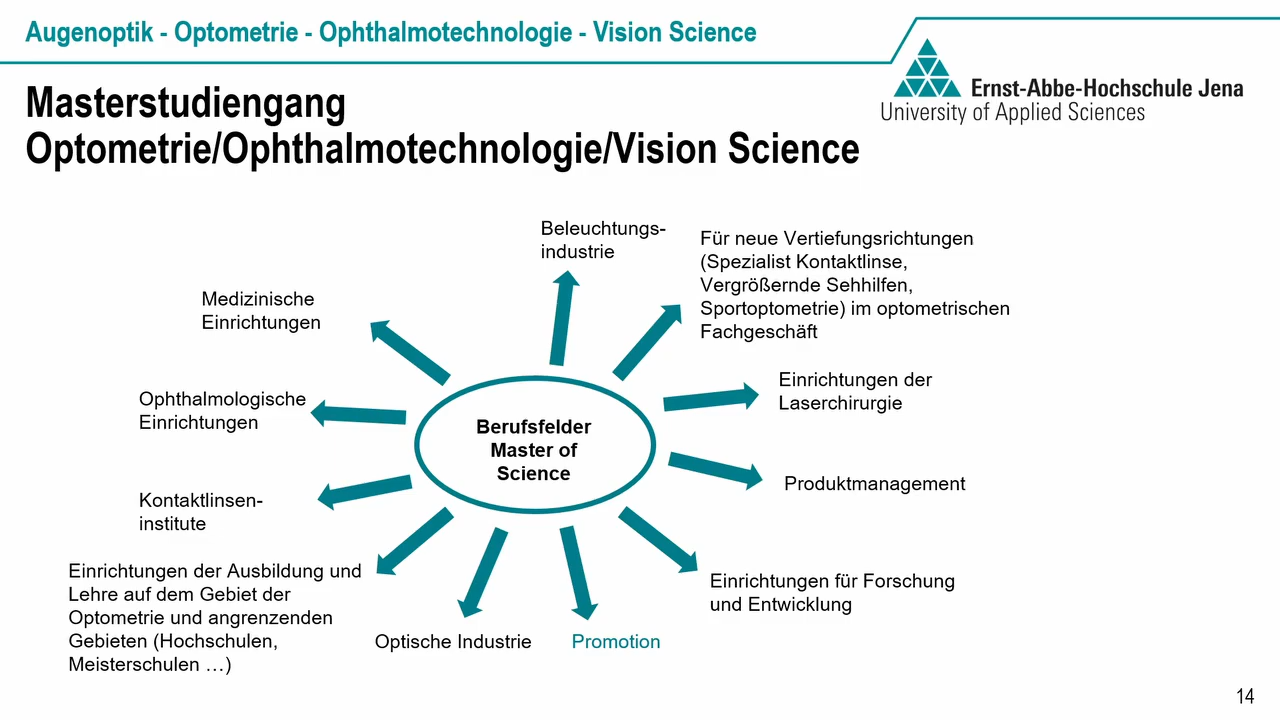 Augenoptik - Optometrie - Ophthalmotechnologie - Vision Science
Ernst-Abbe-Hochschule Jena
University of Applied Sciences
Masterstudiengang
Optometrie/Ophthalmotechnologie/Vision Science
Beleuchtungs-
industrie
Für neue Vertiefungsrichtungen
(Spezialist Kontaktlinse,
Vergrößernde Sehhilfen,
Sportoptometrie) im optometrischen
Fachgeschäft
Medizinische
Einrichtungen
Einrichtungen der
Laserchirurgie
Ophthalmologische
Einrichtungen
Berufsfelder
Master of
Science
Produktmanagement
Kontaktlinsen-
institute
Einrichtungen der Ausbildung und
Lehre auf dem Gebiet der
Optometrie und angrenzenden
Gebieten (Hochschulen,
Meisterschulen …)
Optische Industrie
Promotion
Einrichtungen für Forschung
und Entwicklung
14